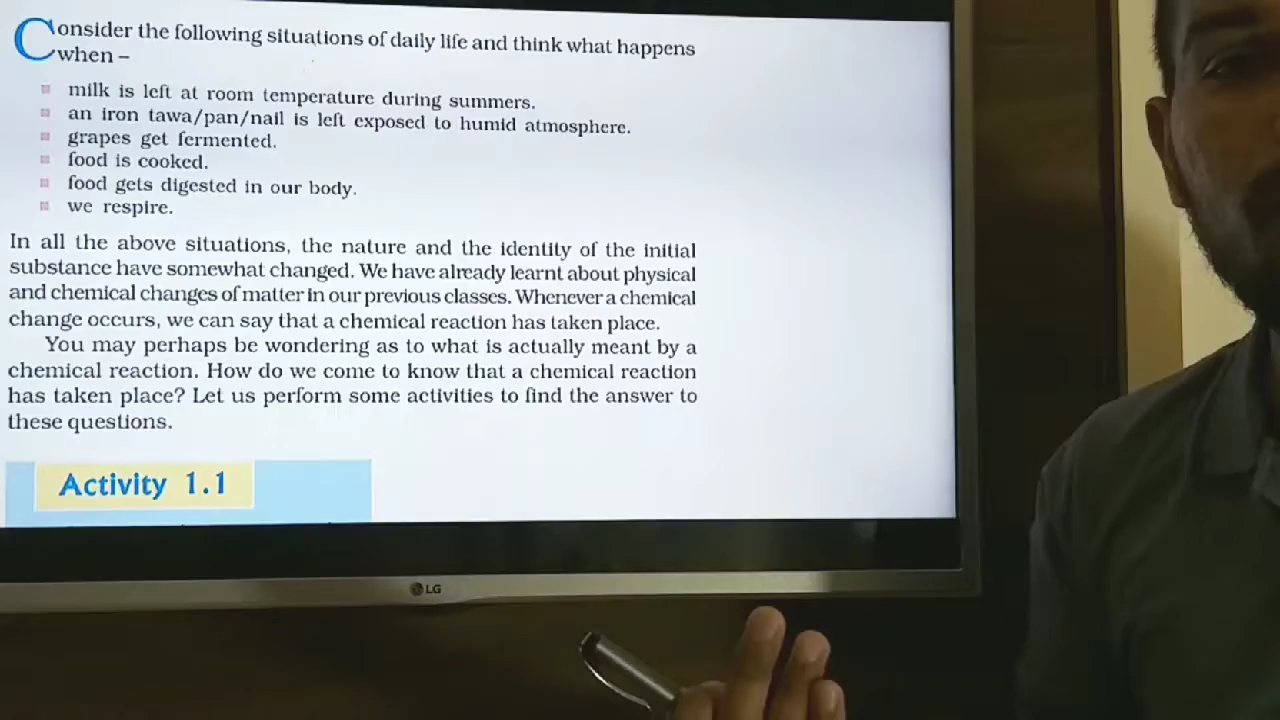 Consider the following situations of daily life and think what happens
when –
milk is left at room temperature during summers.
an iron tawa/pan/nail is left exposed to humid atmosphere.
grapes get fermented.
food is cooked.
food gets digested in our body.
we respire.
In all the above situations, the nature and the identity of the initial
substance have somewhat changed. We have already learnt about physical
and chemical changes of matter in our previous classes. Whenever a chemical
change occurs, we can say that a chemical reaction has taken place.
You may perhaps be wondering as to what is actually meant by a
chemical reaction. How do we come to know that a chemical reaction
has taken place? Let us perform some activities to find the answer to
these questions.
Activity 1.1
LG